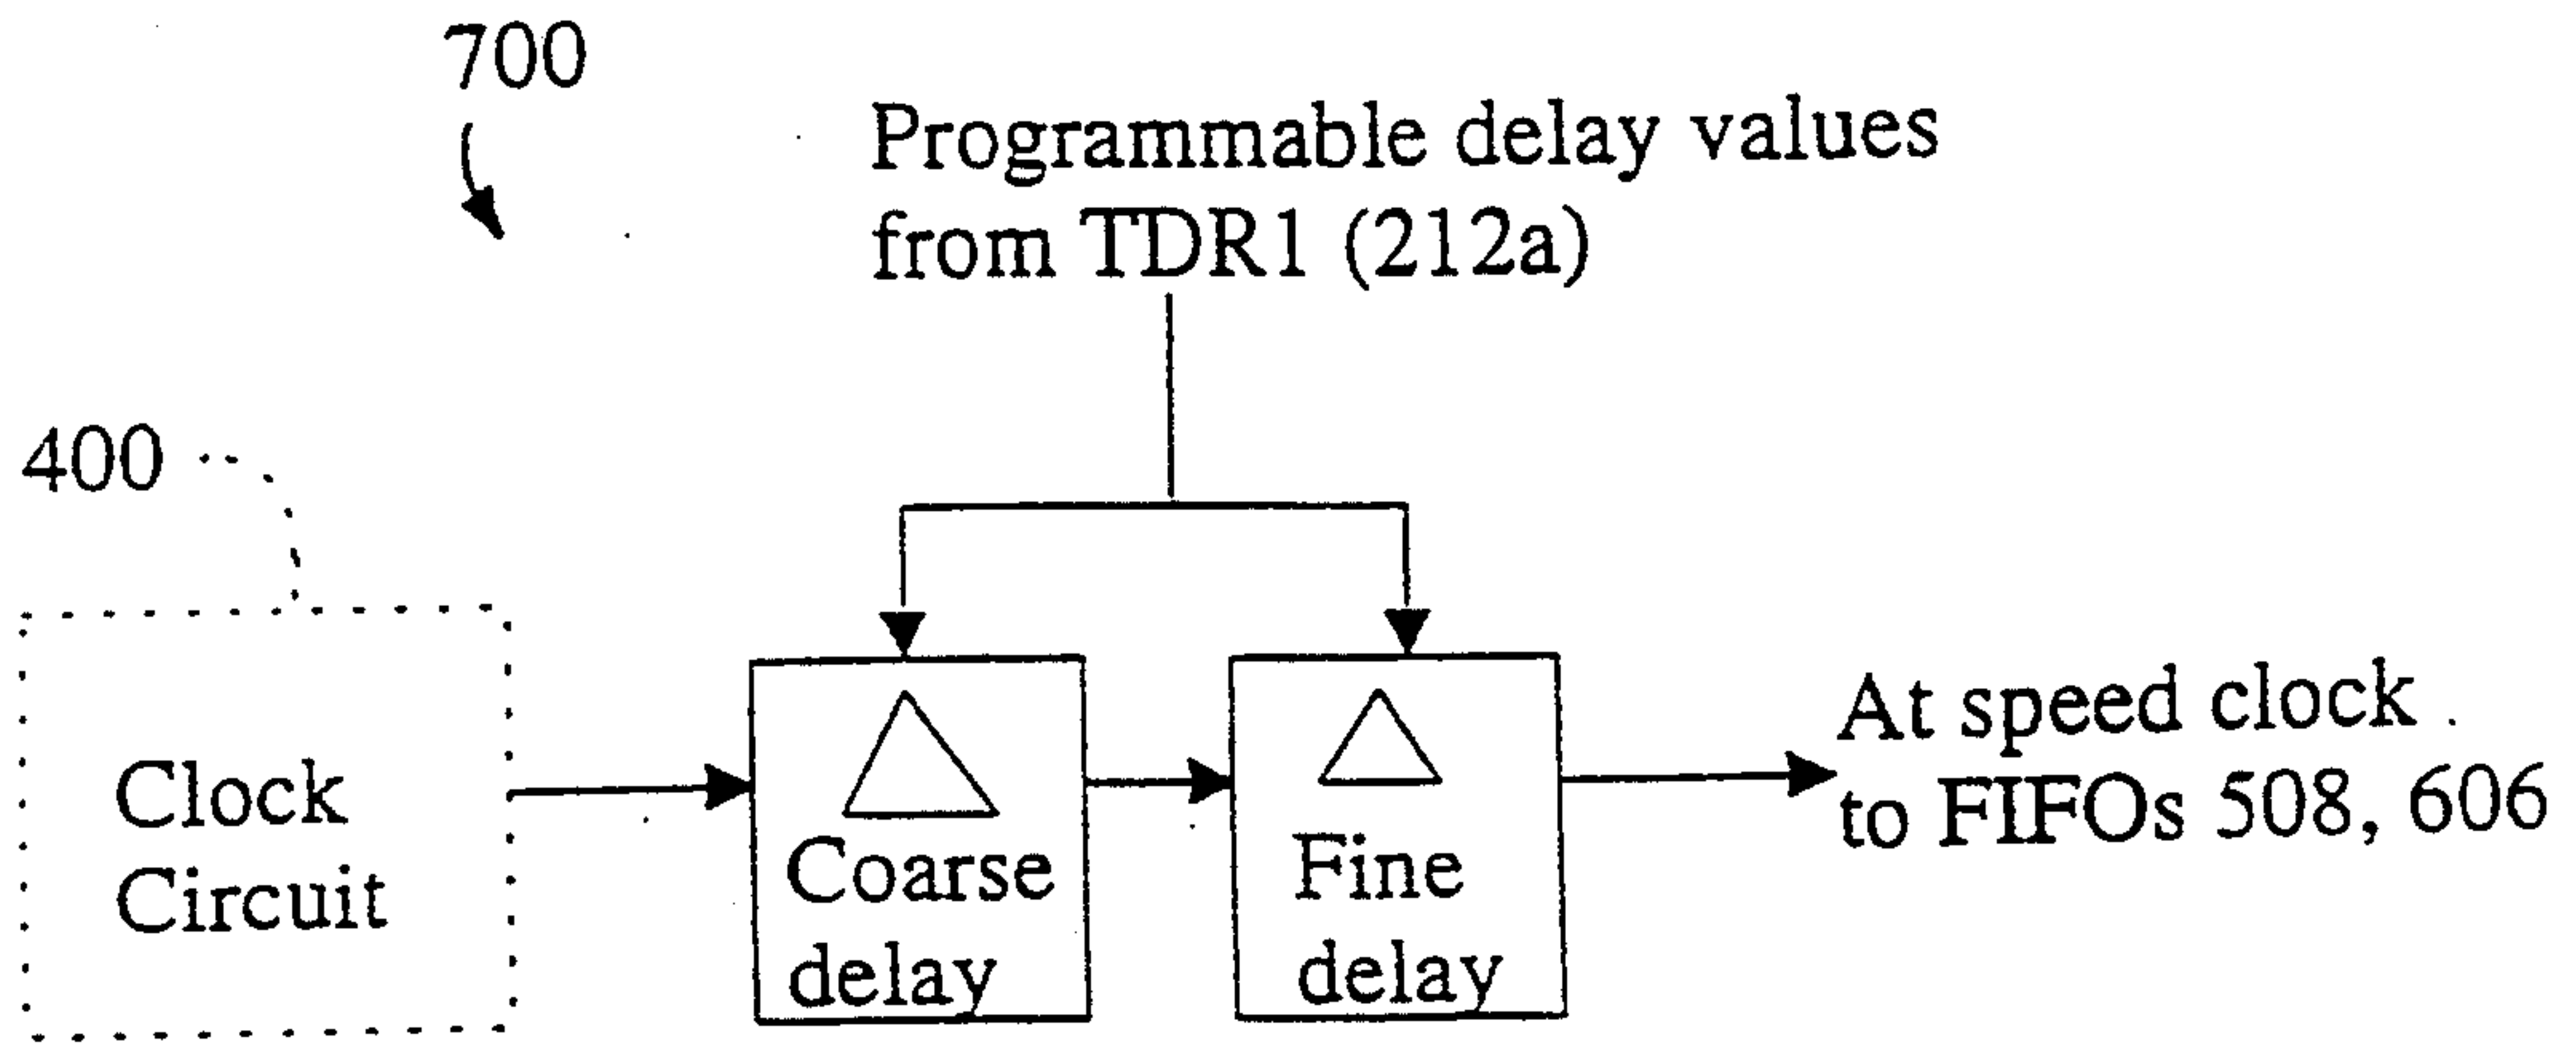 700
Programmable delay values
from TDR1 (212a)
400
Clock
Circuit
Coarse
delay
Fine
delay
At speed clock
to FIFOs 508, 606